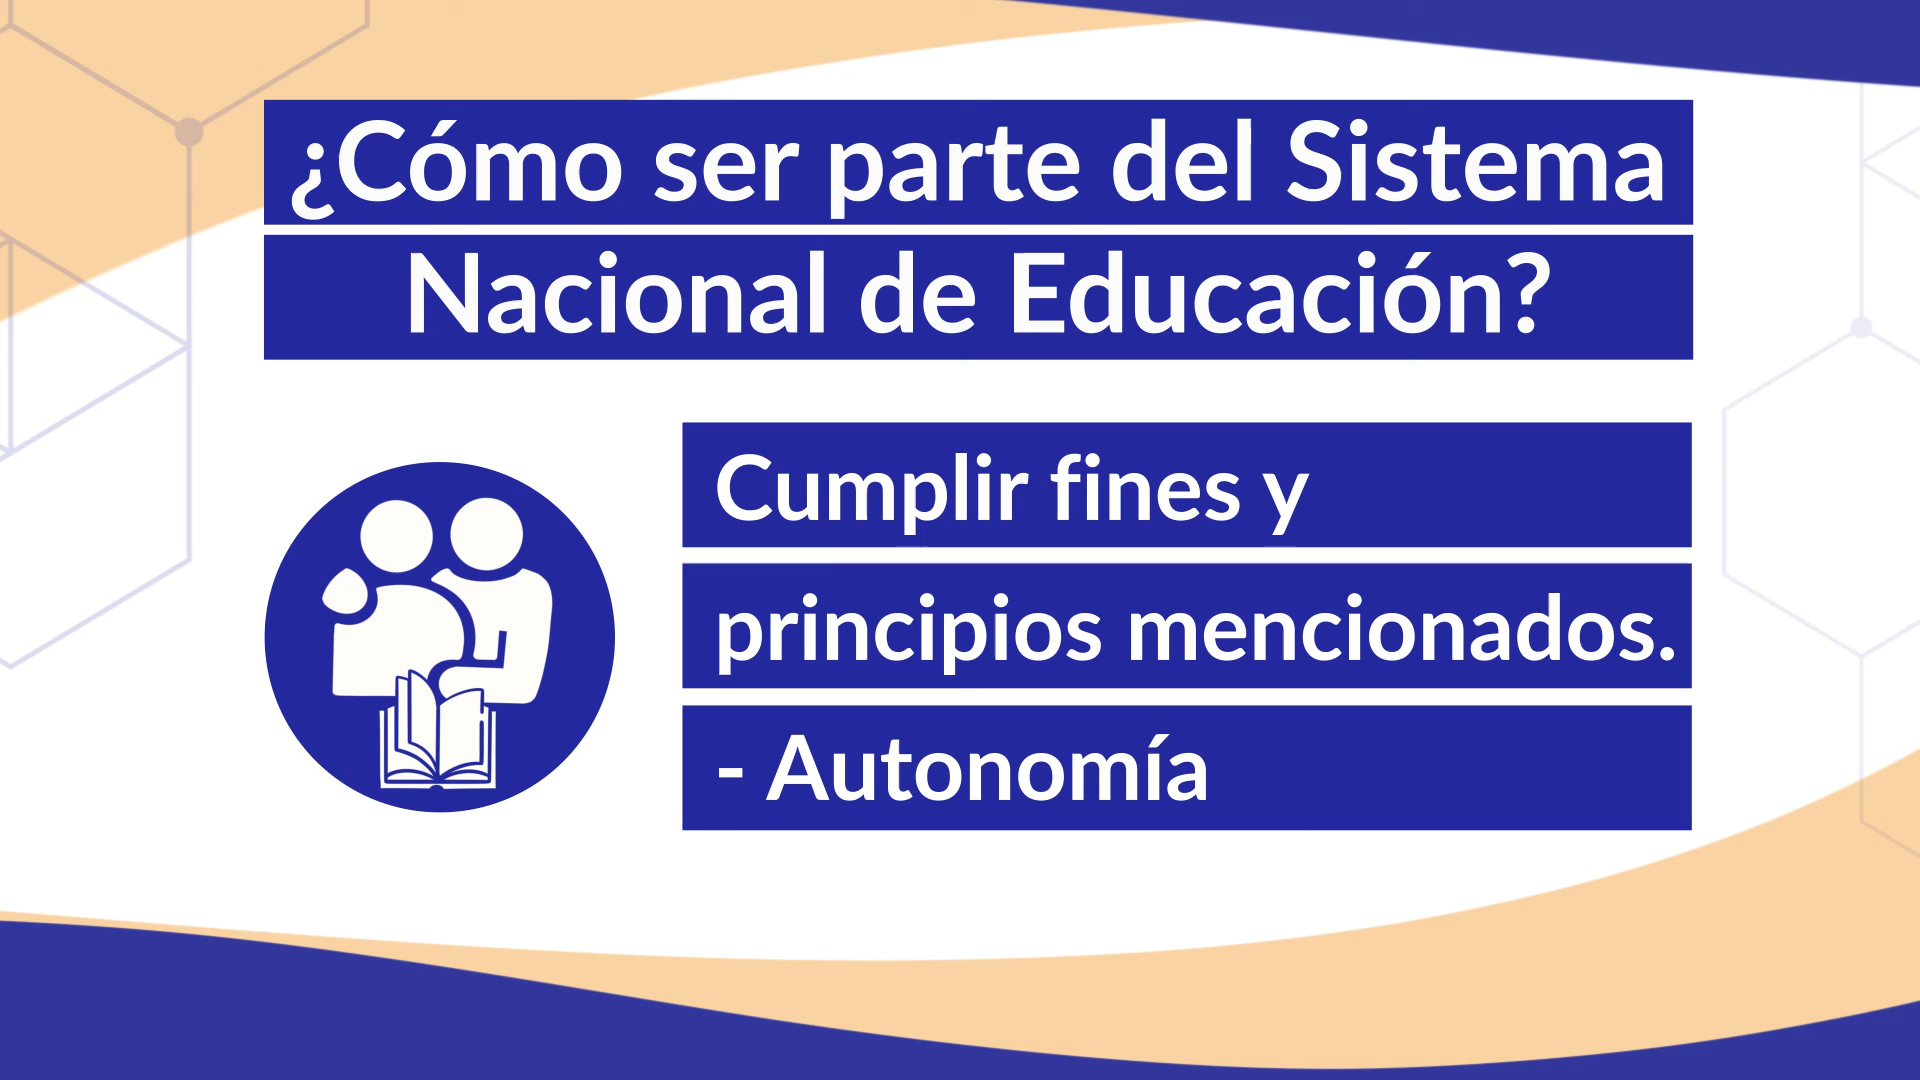 ¿Cómo ser parte del Sistema
Nacional de Educación?
Cumplir fines y
principios mencionados.
- Autonomía